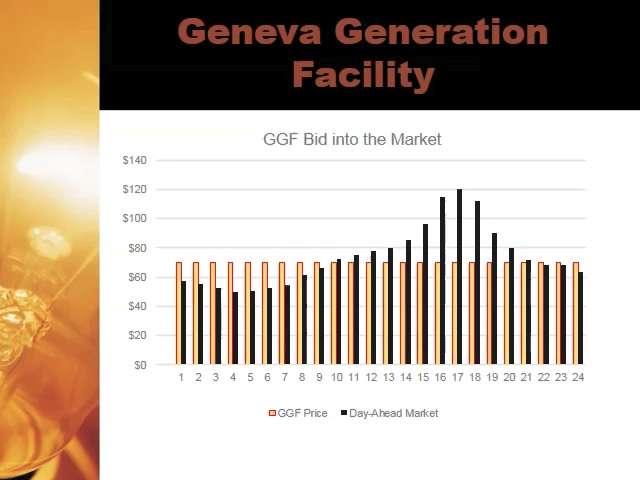 Geneva Generation
Facility
GGF Bid into the Market
$140
$120
$100
$80
$60
$40
$20
$0
1 2 3 4 5 6 7 8 9 10 11 12 13 14 15 16 17 18 19 20 21 22 23 24
GGF Price Day-Ahead Market